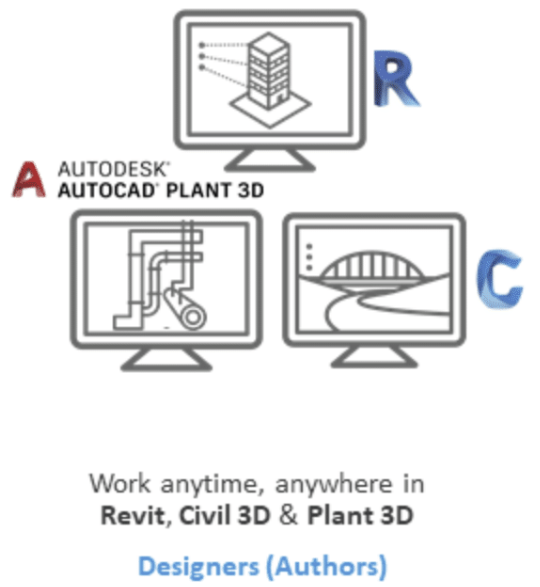 R
A AUTODESK®
AUTOCAD® PLANT 3D
C
Work anytime, anywhere in
Revit, Civil 3D & Plant 3D
Designers (Authors)